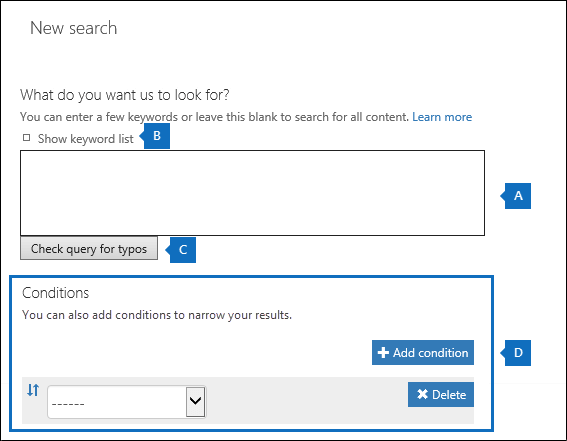 New search
What do you want us to look for?
You can enter a few keywords or leave this blank to search for all content. Learn more
Show keyword list
B
A
Check query for typos
C
Conditions
You can also add conditions to narrow your results.
+ Add condition
D
------
✖ Delete